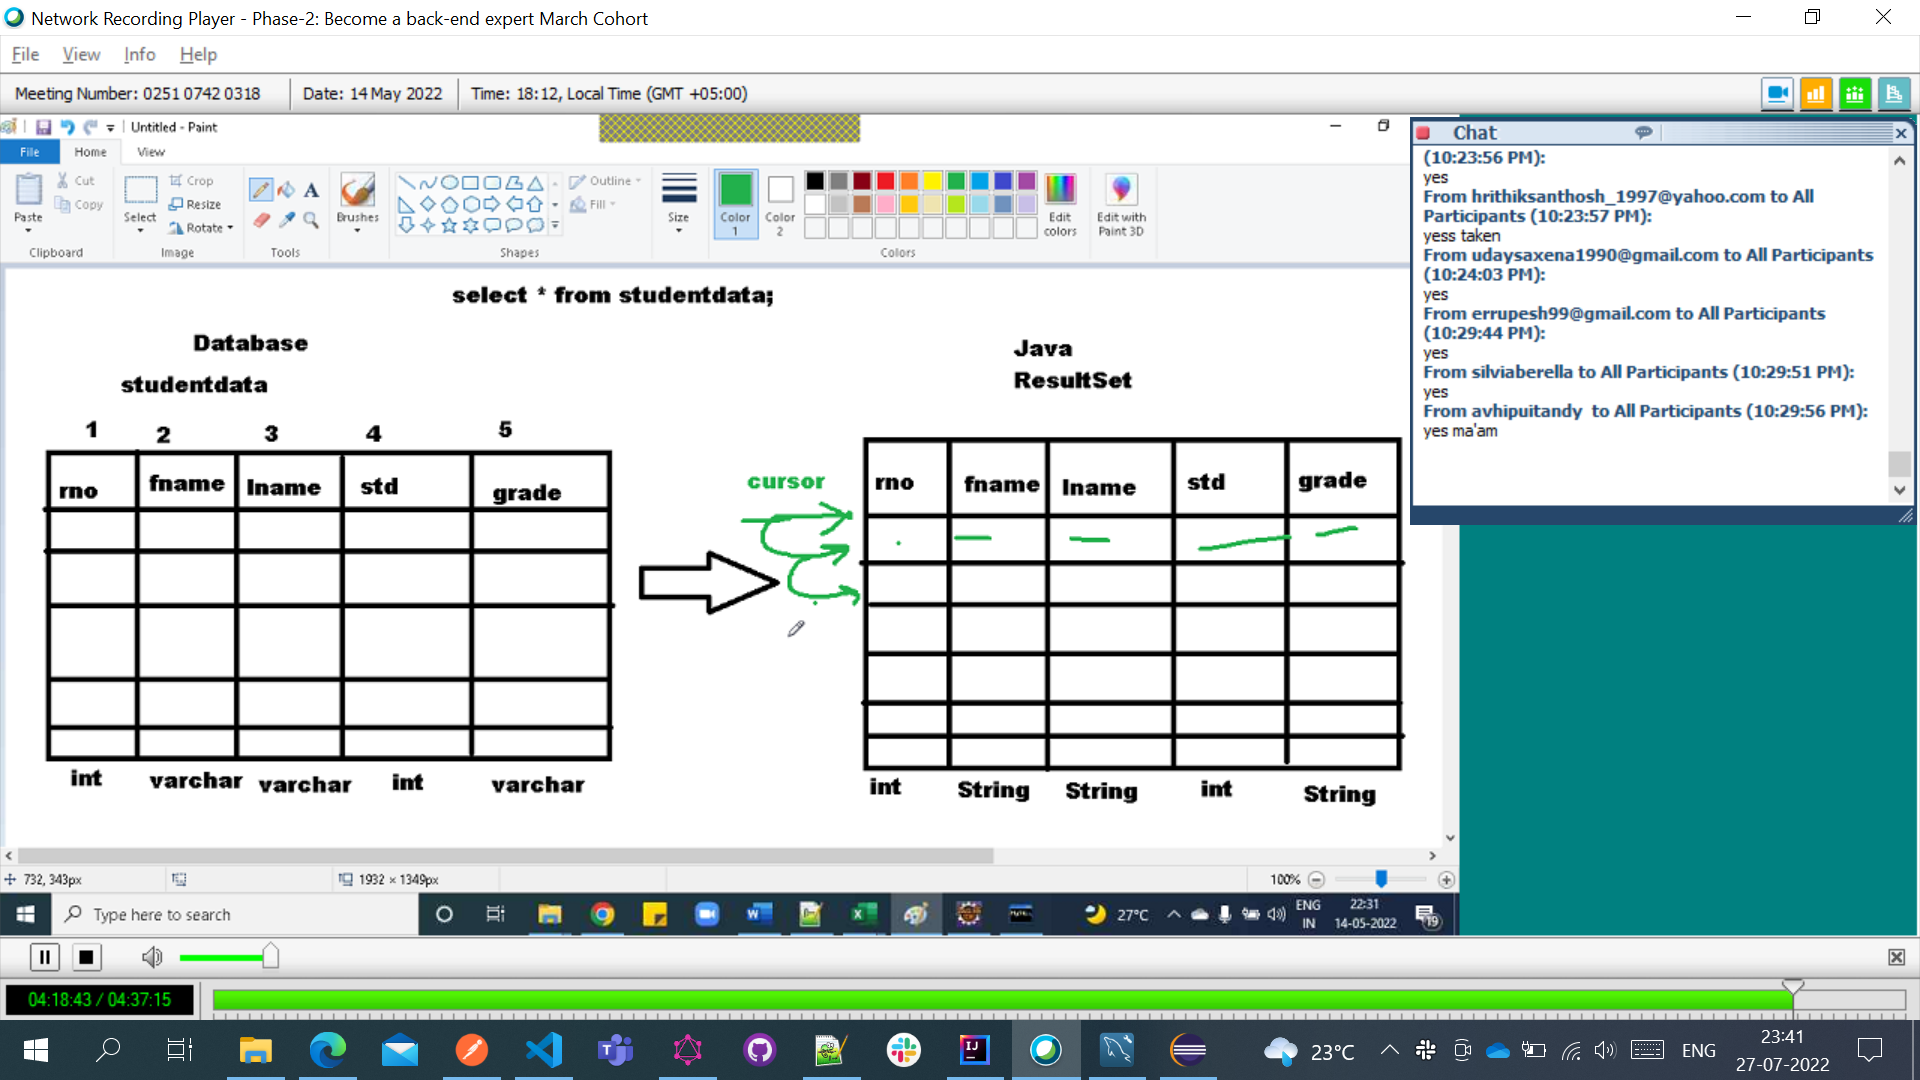 Network Recording Player - Phase-2: Become a back-end expert March Cohort
File View Info Help
Meeting Number: 0251 0742 0318 Date: 14 May 2022 Time: 18:12, Local Time (GMT +05:00)
Untitled - Paint
File Home View
Paste Cut Copy Clipboard
Select Crop Resize Rotate Image
A
Tools
Brushes
Outline
Fill
Shapes
Size
Color 1
Color 2
Edit colors
Colors
Edit with Paint 3D
Chat
(10:23:56 PM):
yes
From hrithiksanthosh_1997@yahoo.com to All
Participants (10:23:57 PM):
yess taken
From udaysaxena1990@gmail.com to All Participants
(10:24:03 PM):
yes
From errupesh99@gmail.com to All Participants
(10:29:44 PM):
yes
From silviaberella to All Participants (10:29:51 PM):
yes
From avhipuitandy to All Participants (10:29:56 PM):
yes ma'am
select * from studentdata;
Database
studentdata
1 2 3 4 5
rno fname lname std grade
int varchar varchar int varchar
Java
ResultSet
cursor
rno fname lname std grade
int String String int String
732, 343px
1932 × 1349px
100%
Type here to search
27°C
ENG
IN
22:31
14-05-2022
19
04:18:43 / 04:37:15
23°C
ENG
23:41
27-07-2022